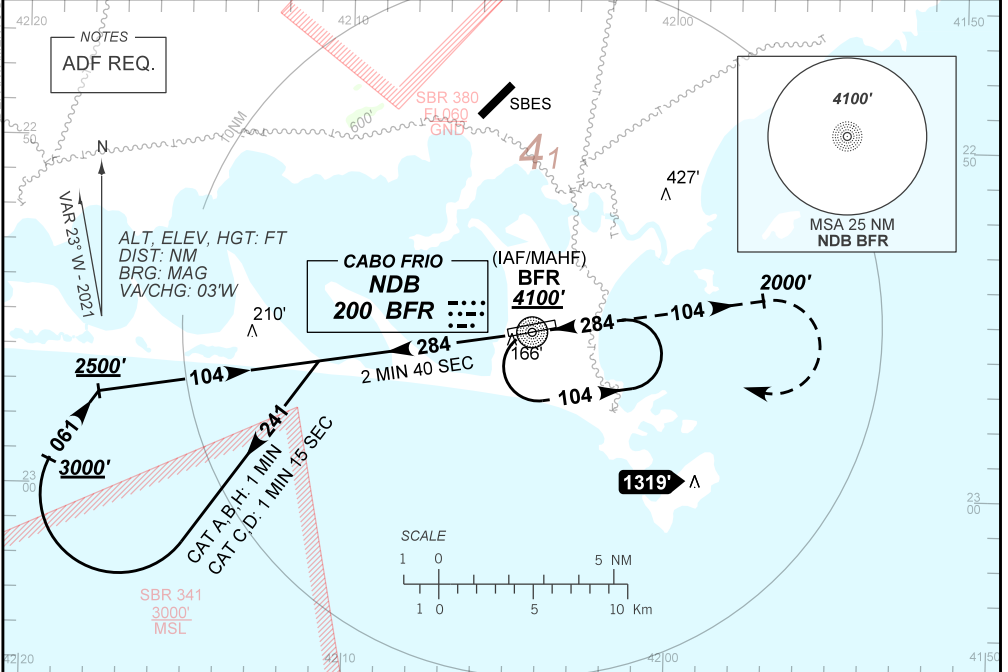 42 20
42 10
42 00
41 50
NOTES
ADF REQ.
SBR 380
FL060
GND
SBES
600'
10 NM
22
50
4 1
427'
4100'
22
50
MSA 25 NM
NDB BFR
N
VAR 23° W - 2021
ALT, ELEV, HGT: FT
DIST: NM
BRG: MAG
VA/CHG: 03'W
CABO FRIO
NDB
200 BFR
(IAF/MAHF)
BFR
4100'
2000'
210'
284
104
284
166'
2 MIN 40 SEC
2500'
104
104
061
241
3000'
CAT A,B,H: 1 MIN
CAT C,D: 1 MIN 15 SEC
23
00
1319'
23
00
SCALE
1 0 5 NM
1 0 5 10 Km
SBR 341
3000'
MSL
42 20
42 10
42 00
41 50